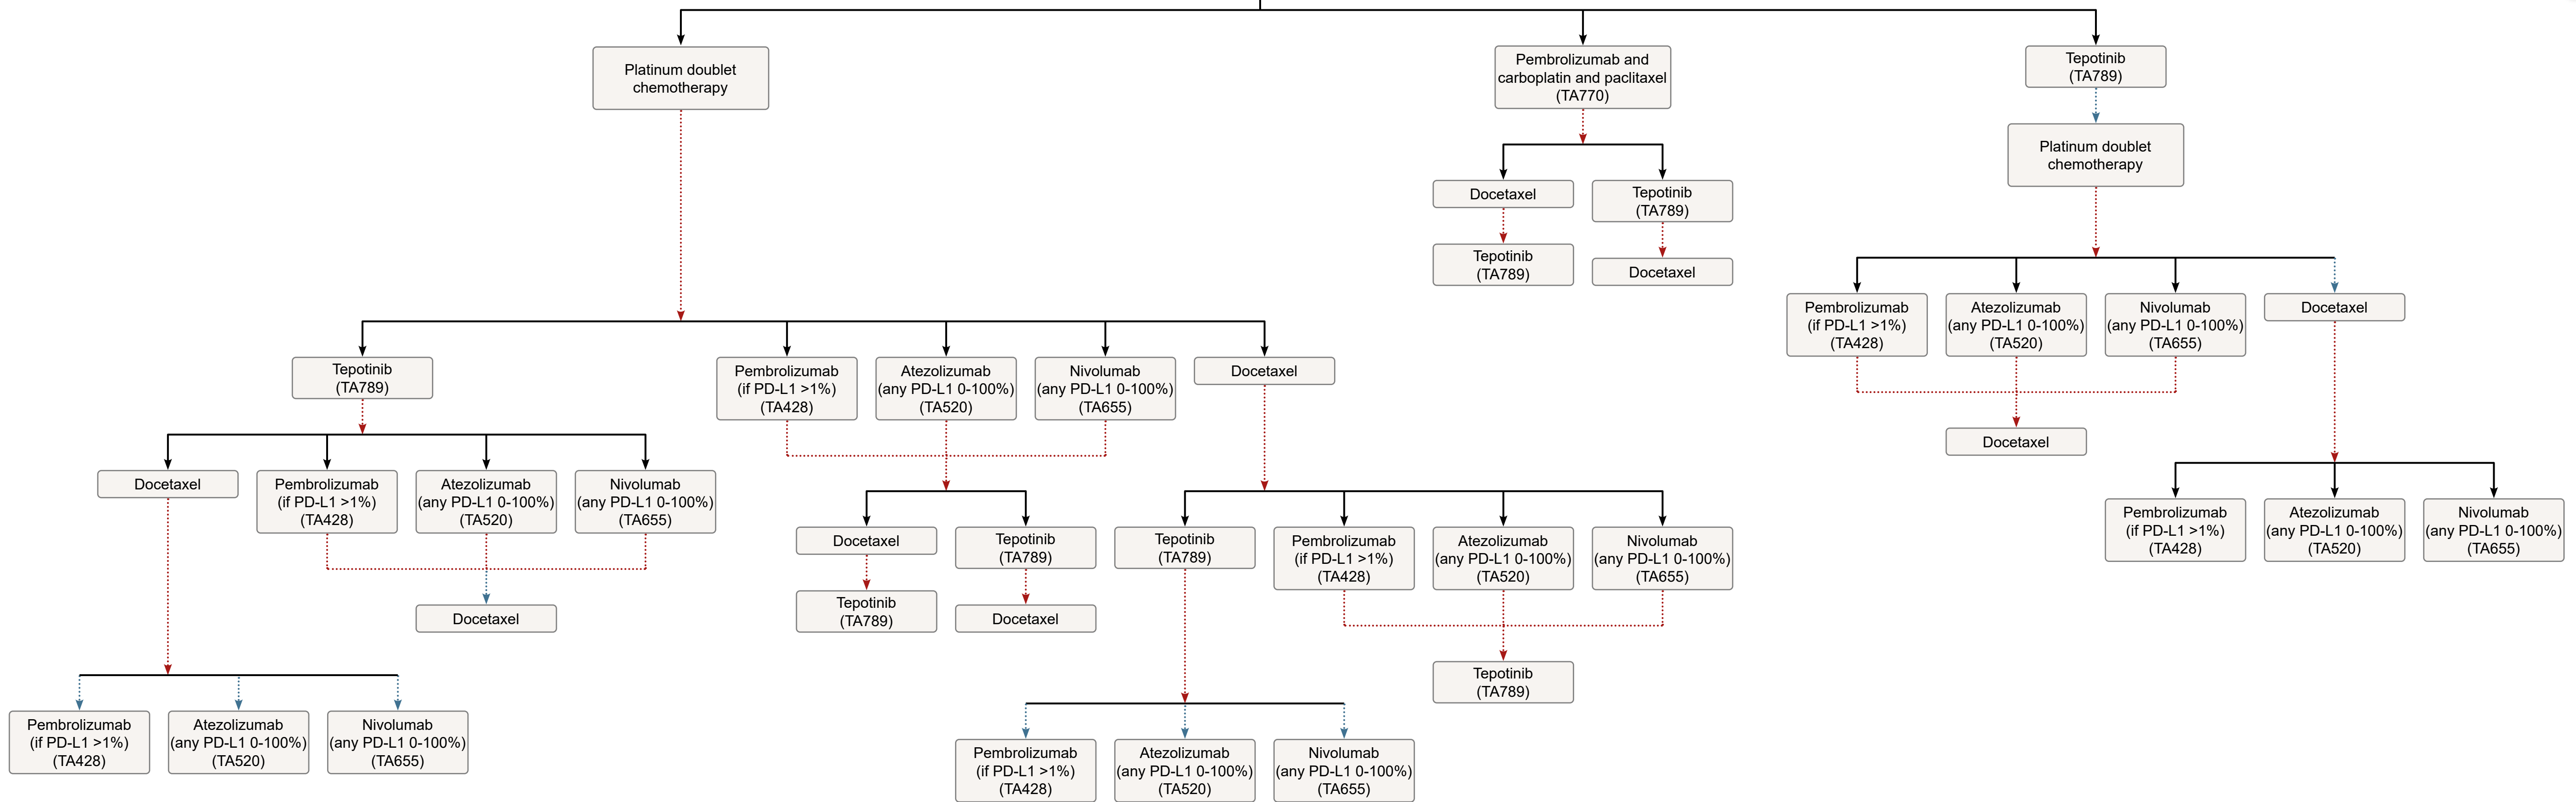 Platinum doublet
chemotherapy
Pembrolizumab and
carboplatin and paclitaxel
(TA770)
Tepotinib
(TA789)
Platinum doublet
chemotherapy
Docetaxel
Tepotinib
(TA789)
Tepotinib
(TA789)
Docetaxel
Pembrolizumab
(if PD-L1 >1%)
(TA428)
Atezolizumab
(any PD-L1 0-100%)
(TA520)
Nivolumab
(any PD-L1 0-100%)
(TA655)
Docetaxel
Tepotinib
(TA789)
Pembrolizumab
(if PD-L1 >1%)
(TA428)
Atezolizumab
(any PD-L1 0-100%)
(TA520)
Nivolumab
(any PD-L1 0-100%)
(TA655)
Docetaxel
Docetaxel
Docetaxel
Pembrolizumab
(if PD-L1 >1%)
(TA428)
Atezolizumab
(any PD-L1 0-100%)
(TA520)
Nivolumab
(any PD-L1 0-100%)
(TA655)
Docetaxel
Tepotinib
(TA789)
Tepotinib
(TA789)
Pembrolizumab
(if PD-L1 >1%)
(TA428)
Atezolizumab
(any PD-L1 0-100%)
(TA520)
Nivolumab
(any PD-L1 0-100%)
(TA655)
Pembrolizumab
(if PD-L1 >1%)
(TA428)
Atezolizumab
(any PD-L1 0-100%)
(TA520)
Nivolumab
(any PD-L1 0-100%)
(TA655)
Docetaxel
Tepotinib
(TA789)
Docetaxel
Tepotinib
(TA789)
Pembrolizumab
(if PD-L1 >1%)
(TA428)
Atezolizumab
(any PD-L1 0-100%)
(TA520)
Nivolumab
(any PD-L1 0-100%)
(TA655)
Pembrolizumab
(if PD-L1 >1%)
(TA428)
Atezolizumab
(any PD-L1 0-100%)
(TA520)
Nivolumab
(any PD-L1 0-100%)
(TA655)